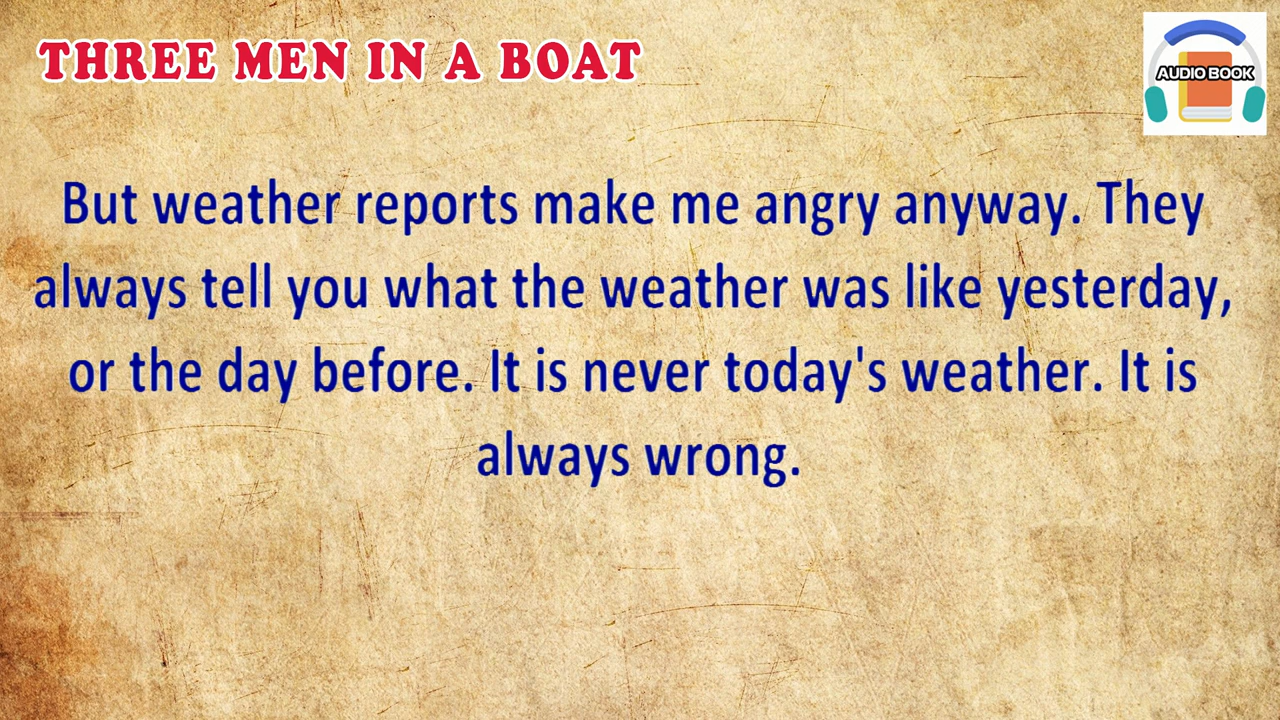 THREE MEN IN A BOAT
AUDIO BOOK
But weather reports make me angry anyway. They
always tell you what the weather was like yesterday,
or the day before. It is never today's weather. It is
always wrong.